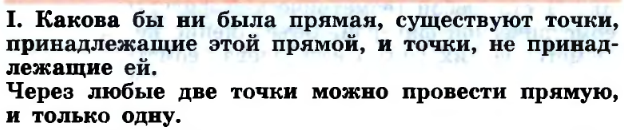 I. Какова бы ни была прямая, существуют точки,
принадлежащие этой прямой, и точки, не принад-
лежащие ей.
Через любые две точки можно провести прямую,
и только одну.